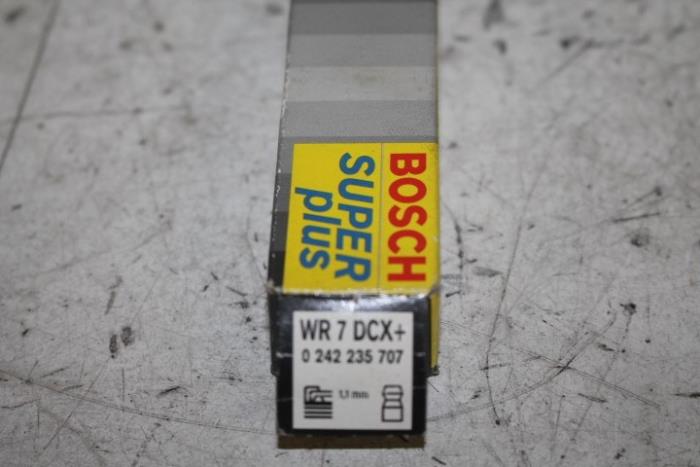 BOSCH
SUPER
plus
WR 7 DCX+
0 242 235 707
1,1 mm